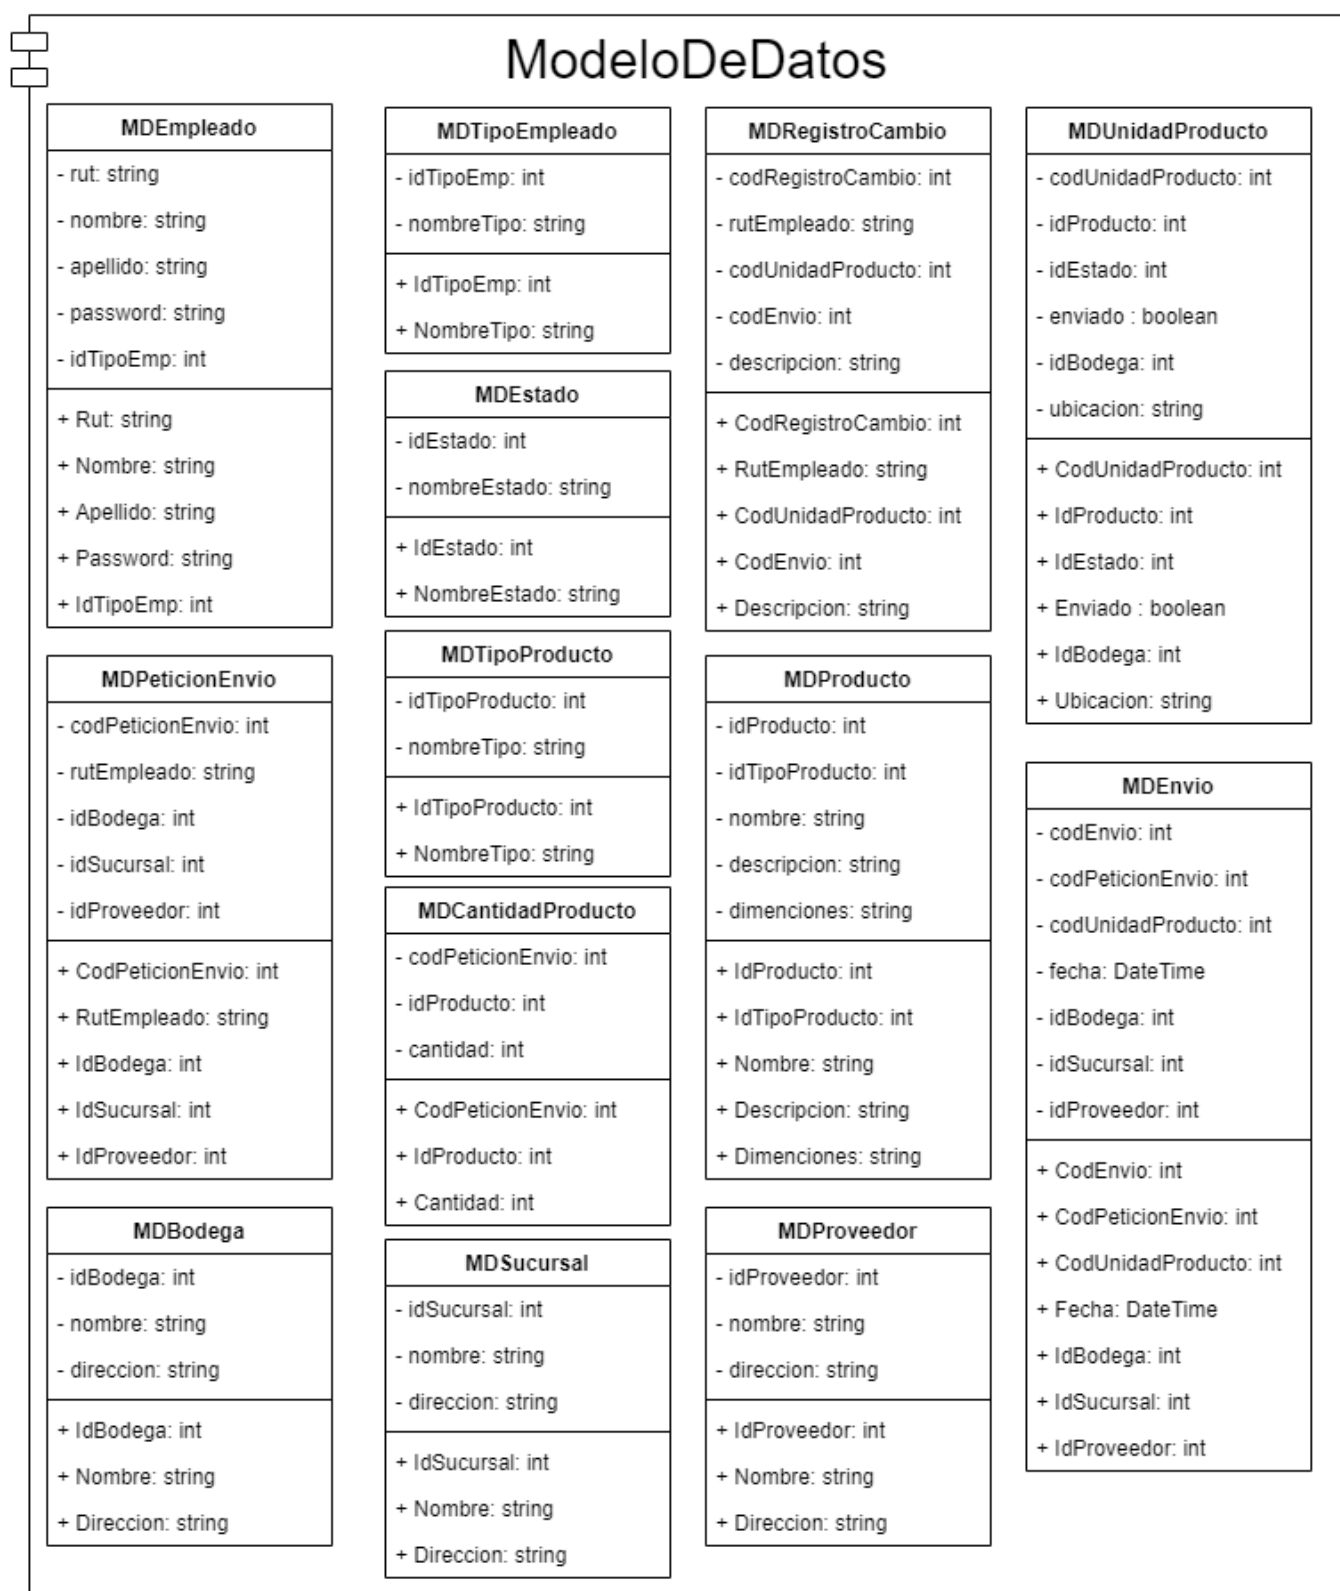 ModeloDeDatos
MDEmpleado
- rut: string
- nombre: string
- apellido: string
- password: string
- idTipoEmp: int
+ Rut: string
+ Nombre: string
+ Apellido: string
+ Password: string
+ IdTipoEmp: int
MDPeticionEnvio
- codPeticionEnvio: int
- rutEmpleado: string
- idBodega: int
- idSucursal: int
- idProveedor: int
+ CodPeticionEnvio: int
+ RutEmpleado: string
+ IdBodega: int
+ IdSucursal: int
+ IdProveedor: int
MDBodega
- idBodega: int
- nombre: string
- direccion: string
+ IdBodega: int
+ Nombre: string
+ Direccion: string
MDTipoEmpleado
- idTipoEmp: int
- nombreTipo: string
+ IdTipoEmp: int
+ NombreTipo: string
MDEstado
- idEstado: int
- nombreEstado: string
+ IdEstado: int
+ NombreEstado: string
MDTipoProducto
- idTipoProducto: int
- nombreTipo: string
+ IdTipoProducto: int
+ NombreTipo: string
MDCantidadProducto
- codPeticionEnvio: int
- idProducto: int
- cantidad: int
+ CodPeticionEnvio: int
+ IdProducto: int
+ Cantidad: int
MDSucursal
- idSucursal: int
- nombre: string
- direccion: string
+ IdSucursal: int
+ Nombre: string
+ Direccion: string
MDRegistroCambio
- codRegistroCambio: int
- rutEmpleado: string
- codUnidadProducto: int
- codEnvio: int
- descripcion: string
+ CodRegistroCambio: int
+ RutEmpleado: string
+ CodUnidadProducto: int
+ CodEnvio: int
+ Descripcion: string
MDProducto
- idProducto: int
- idTipoProducto: int
- nombre: string
- descripcion: string
- dimenciones: string
+ IdProducto: int
+ IdTipoProducto: int
+ Nombre: string
+ Descripcion: string
+ Dimenciones: string
MDProveedor
- idProveedor: int
- nombre: string
- direccion: string
+ IdProveedor: int
+ Nombre: string
+ Direccion: string
MDUnidadProducto
- codUnidadProducto: int
- idProducto: int
- idEstado: int
- enviado : boolean
- idBodega: int
- ubicacion: string
+ CodUnidadProducto: int
+ IdProducto: int
+ IdEstado: int
+ Enviado : boolean
+ IdBodega: int
+ Ubicacion: string
MDEnvio
- codEnvio: int
- codPeticionEnvio: int
- codUnidadProducto: int
- fecha: DateTime
- idBodega: int
- idSucursal: int
- idProveedor: int
+ CodEnvio: int
+ CodPeticionEnvio: int
+ CodUnidadProducto: int
+ Fecha: DateTime
+ IdBodega: int
+ IdSucursal: int
+ IdProveedor: int